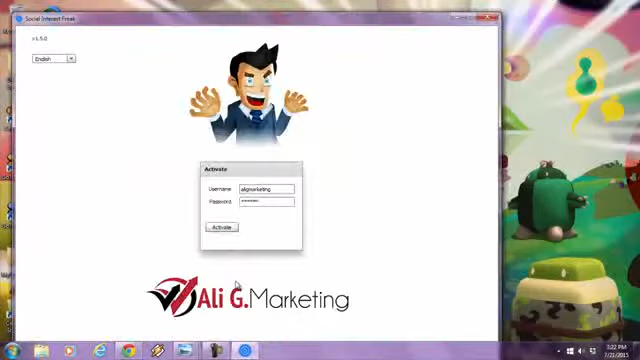 Social Interest Freak
v1.5.0
English
Activate
Username
aligmarketing
Password
Activate
Ali G.Marketing
3:22 PM
7/21/2015